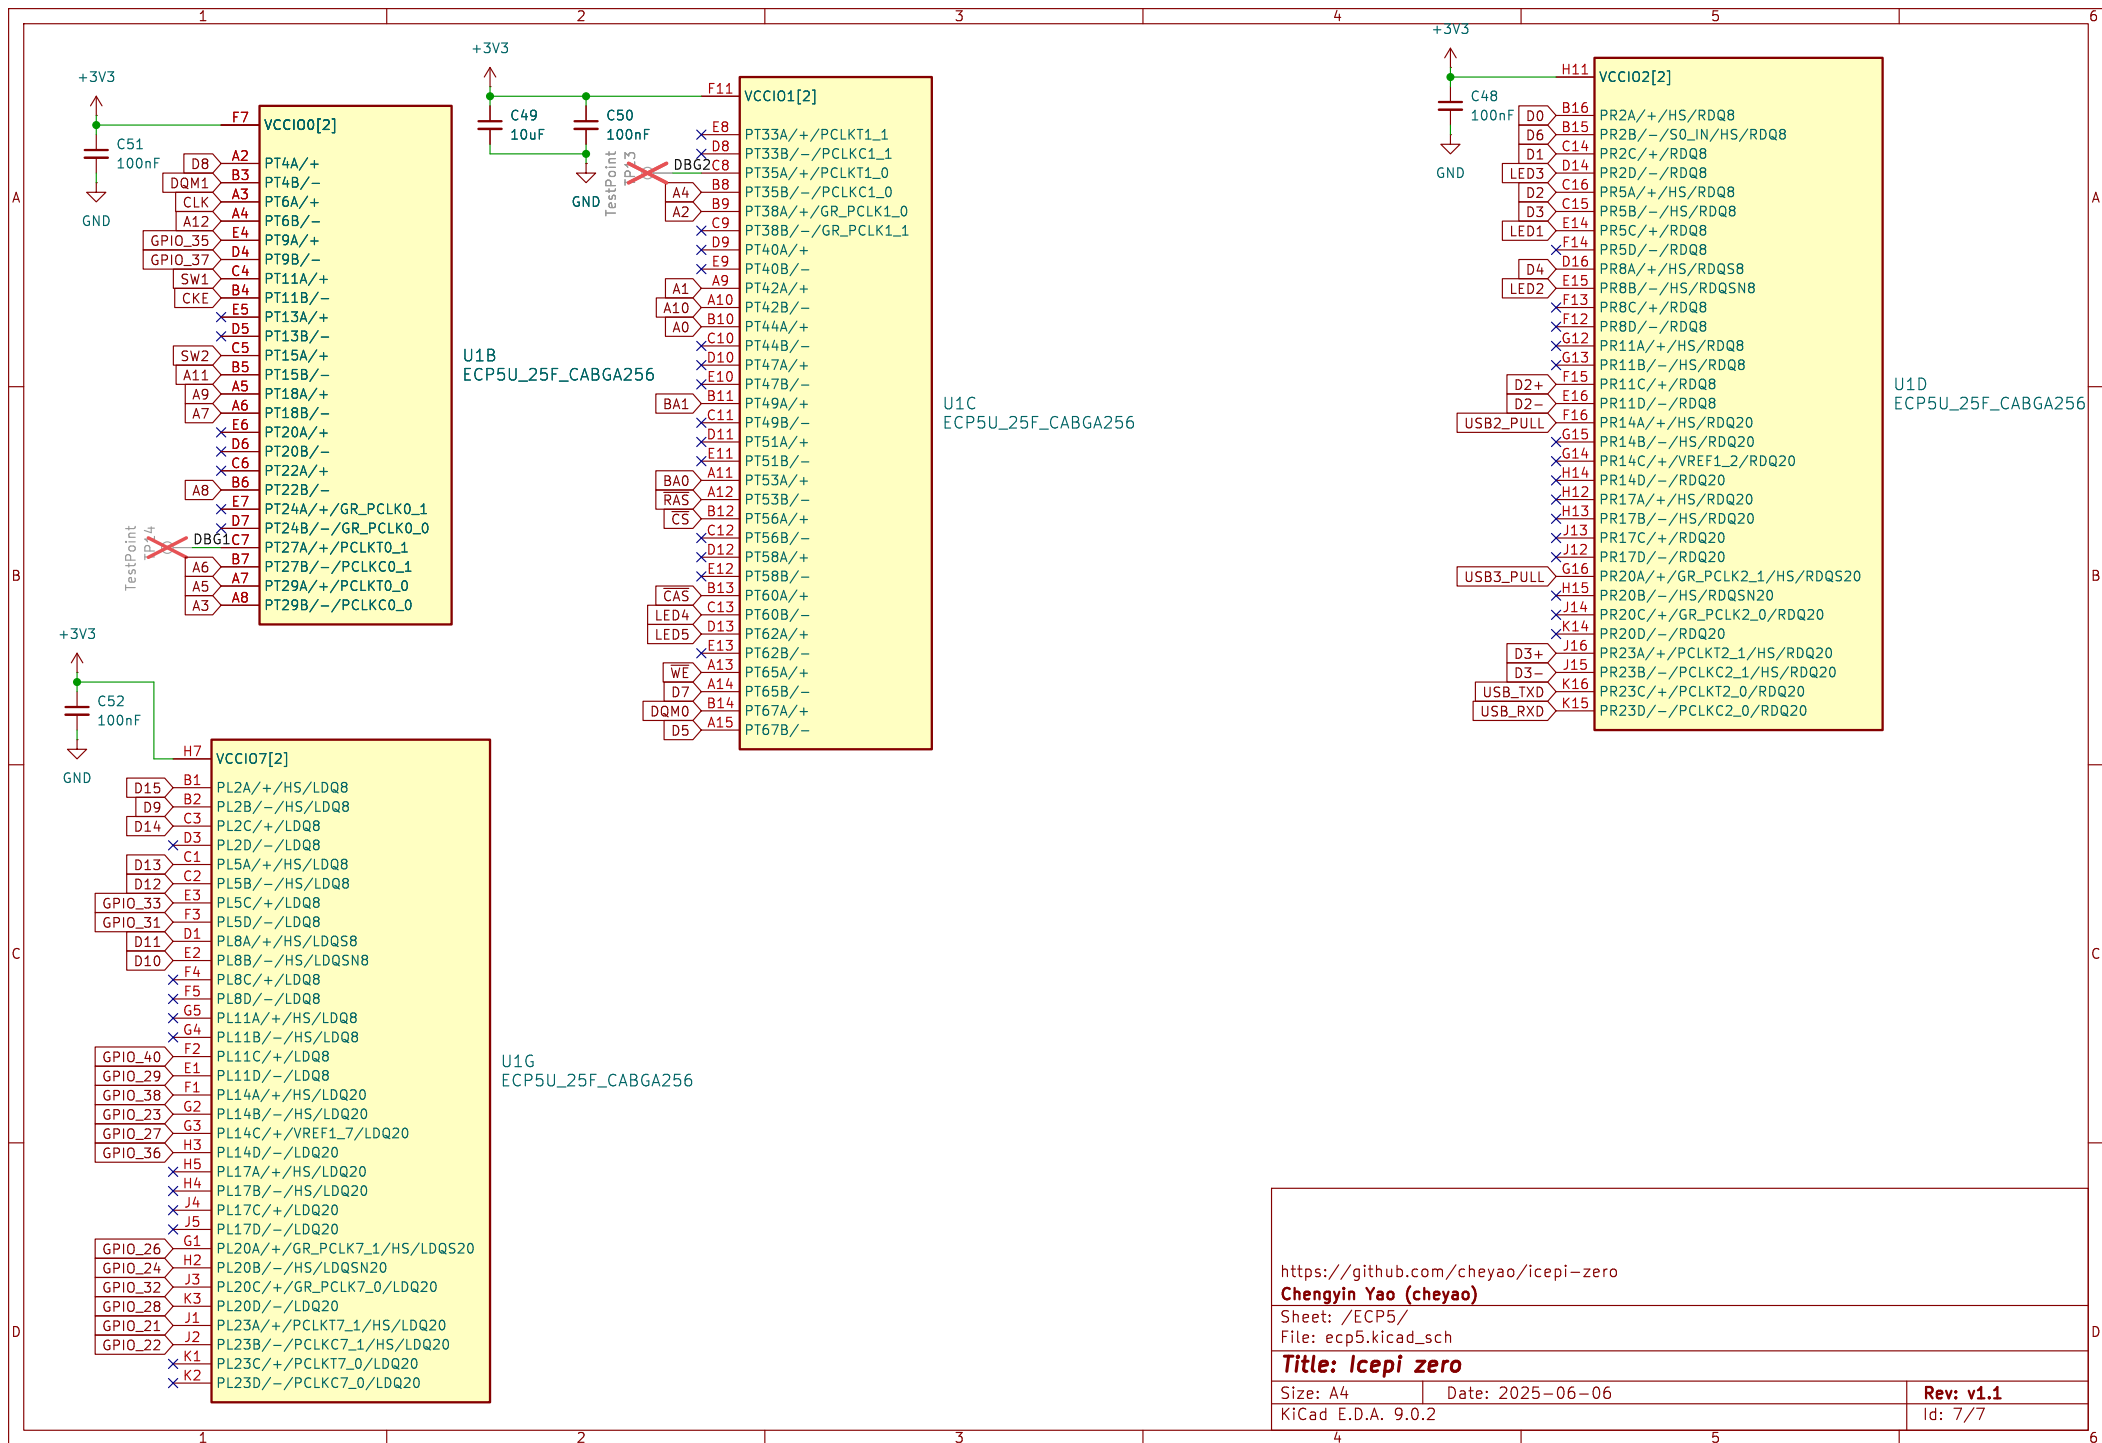 1 2 3 4 5 6
+3V3
C51
100nF
GND
F7 VCCIO0[2]
D8 A2 PT4A/+
DQM1 B3 PT4B/-
CLK A3 PT6A/+
A12 A4 PT6B/-
GPIO_35 E4 PT9A/+
GPIO_37 D4 PT9B/-
SW1 C4 PT11A/+
CKE B4 PT11B/-
E5 PT13A/+
D5 PT13B/-
SW2 C5 PT15A/+
A11 B5 PT15B/-
A9 A5 PT18A/+
A7 A6 PT18B/-
E6 PT20A/+
D6 PT20B/-
C6 PT22A/+
A8 B6 PT22B/-
E7 PT24A/+/GR_PCLK0_1
D7 PT24B/-/GR_PCLK0_0
TestPoint
TP14
DBG1 C7 PT27A/+/PCLKT0_1
A6 B7 PT27B/-/PCLKC0_1
A5 A7 PT29A/+/PCLKT0_0
A3 A8 PT29B/-/PCLKC0_0
U1B
ECP5U_25F_CABGA256
+3V3
C49
10uF
C50
100nF
GND
F11 VCCIO1[2]
E8 PT33A/+/PCLKT1_1
D8 PT33B/-/PCLKC1_1
TestPoint
DBG2 C8 PT35A/+/PCLKT1_0
A4 B8 PT35B/-/PCLKC1_0
A2 B9 PT38A/+/GR_PCLK1_0
C9 PT38B/-/GR_PCLK1_1
D9 PT40A/+
E9 PT40B/-
A1 A9 PT42A/+
A10 A10 PT42B/-
A0 B10 PT44A/+
C10 PT44B/-
D10 PT47A/+
E10 PT47B/-
BA1 B11 PT49A/+
C11 PT49B/-
D11 PT51A/+
E11 PT51B/-
BA0 A11 PT53A/+
RAS A12 PT53B/-
CS B12 PT56A/+
C12 PT56B/-
D12 PT58A/+
E12 PT58B/-
CAS B13 PT60A/+
LED4 C13 PT60B/-
LED5 D13 PT62A/+
E13 PT62B/-
WE A13 PT65A/+
D7 A14 PT65B/-
DQM0 B14 PT67A/+
D5 A15 PT67B/-
U1C
ECP5U_25F_CABGA256
+3V3
C48
100nF
GND
H11 VCCIO2[2]
D0 B16 PR2A/+/HS/RDQ8
D6 B15 PR2B/-/S0_IN/HS/RDQ8
D1 C14 PR2C/+/RDQ8
LED3 D14 PR2D/-/RDQ8
D2 C16 PR5A/+/HS/RDQ8
D3 C15 PR5B/-/HS/RDQ8
LED1 E14 PR5C/+/RDQ8
F14 PR5D/-/RDQ8
D4 D16 PR8A/+/HS/RDQS8
LED2 E15 PR8B/-/HS/RDQSN8
F13 PR8C/+/RDQ8
F12 PR8D/-/RDQ8
G12 PR11A/+/HS/RDQ8
G13 PR11B/-/HS/RDQ8
D2+ F15 PR11C/+/RDQ8
D2- E16 PR11D/-/RDQ8
USB2_PULL F16 PR14A/+/HS/RDQ20
G15 PR14B/-/HS/RDQ20
G14 PR14C/+/VREF1_2/RDQ20
H14 PR14D/-/RDQ20
H12 PR17A/+/HS/RDQ20
H13 PR17B/-/HS/RDQ20
J13 PR17C/+/RDQ20
J12 PR17D/-/RDQ20
USB3_PULL G16 PR20A/+/GR_PCLK2_1/HS/RDQS20
H15 PR20B/-/HS/RDQSN20
J14 PR20C/+/GR_PCLK2_0/RDQ20
K14 PR20D/-/RDQ20
D3+ J16 PR23A/+/PCLKT2_1/HS/RDQ20
D3- J15 PR23B/-/PCLKC2_1/HS/RDQ20
USB_TXD K16 PR23C/+/PCLKT2_0/RDQ20
USB_RXD K15 PR23D/-/PCLKC2_0/RDQ20
U1D
ECP5U_25F_CABGA256
+3V3
C52
100nF
GND
H7 VCCIO7[2]
D15 B1 PL2A/+/HS/LDQ8
D9 B2 PL2B/-/HS/LDQ8
D14 C3 PL2C/+/LDQ8
D3 PL2D/-/LDQ8
D13 C1 PL5A/+/HS/LDQ8
D12 C2 PL5B/-/HS/LDQ8
GPIO_33 E3 PL5C/+/LDQ8
GPIO_31 F3 PL5D/-/LDQ8
D11 D1 PL8A/+/HS/LDQS8
D10 E2 PL8B/-/HS/LDQSN8
F4 PL8C/+/LDQ8
F5 PL8D/-/LDQ8
G5 PL11A/+/HS/LDQ8
G4 PL11B/-/HS/LDQ8
GPIO_40 F2 PL11C/+/LDQ8
GPIO_29 E1 PL11D/-/LDQ8
GPIO_38 F1 PL14A/+/HS/LDQ20
GPIO_23 G2 PL14B/-/HS/LDQ20
GPIO_27 G3 PL14C/+/VREF1_7/LDQ20
GPIO_36 H3 PL14D/-/LDQ20
H5 PL17A/+/HS/LDQ20
H4 PL17B/-/HS/LDQ20
J4 PL17C/+/LDQ20
J5 PL17D/-/LDQ20
GPIO_26 G1 PL20A/+/GR_PCLK7_1/HS/LDQS20
GPIO_24 H2 PL20B/-/HS/LDQSN20
GPIO_32 J3 PL20C/+/GR_PCLK7_0/LDQ20
GPIO_28 K3 PL20D/-/LDQ20
GPIO_21 J1 PL23A/+/PCLKT7_1/HS/LDQ20
GPIO_22 J2 PL23B/-/PCLKC7_1/HS/LDQ20
K1 PL23C/+/PCLKT7_0/LDQ20
K2 PL23D/-/PCLKC7_0/LDQ20
U1G
ECP5U_25F_CABGA256
A A
B B
C C
D D
https://github.com/cheyao/icepi-zero
Chengyin Yao (cheyao)
Sheet: /ECP5/
File: ecp5.kicad_sch
Title: Icepi zero
Size: A4 Date: 2025-06-06 Rev: v1.1
KiCad E.D.A. 9.0.2 Id: 7/7
1 2 3 4 5 6